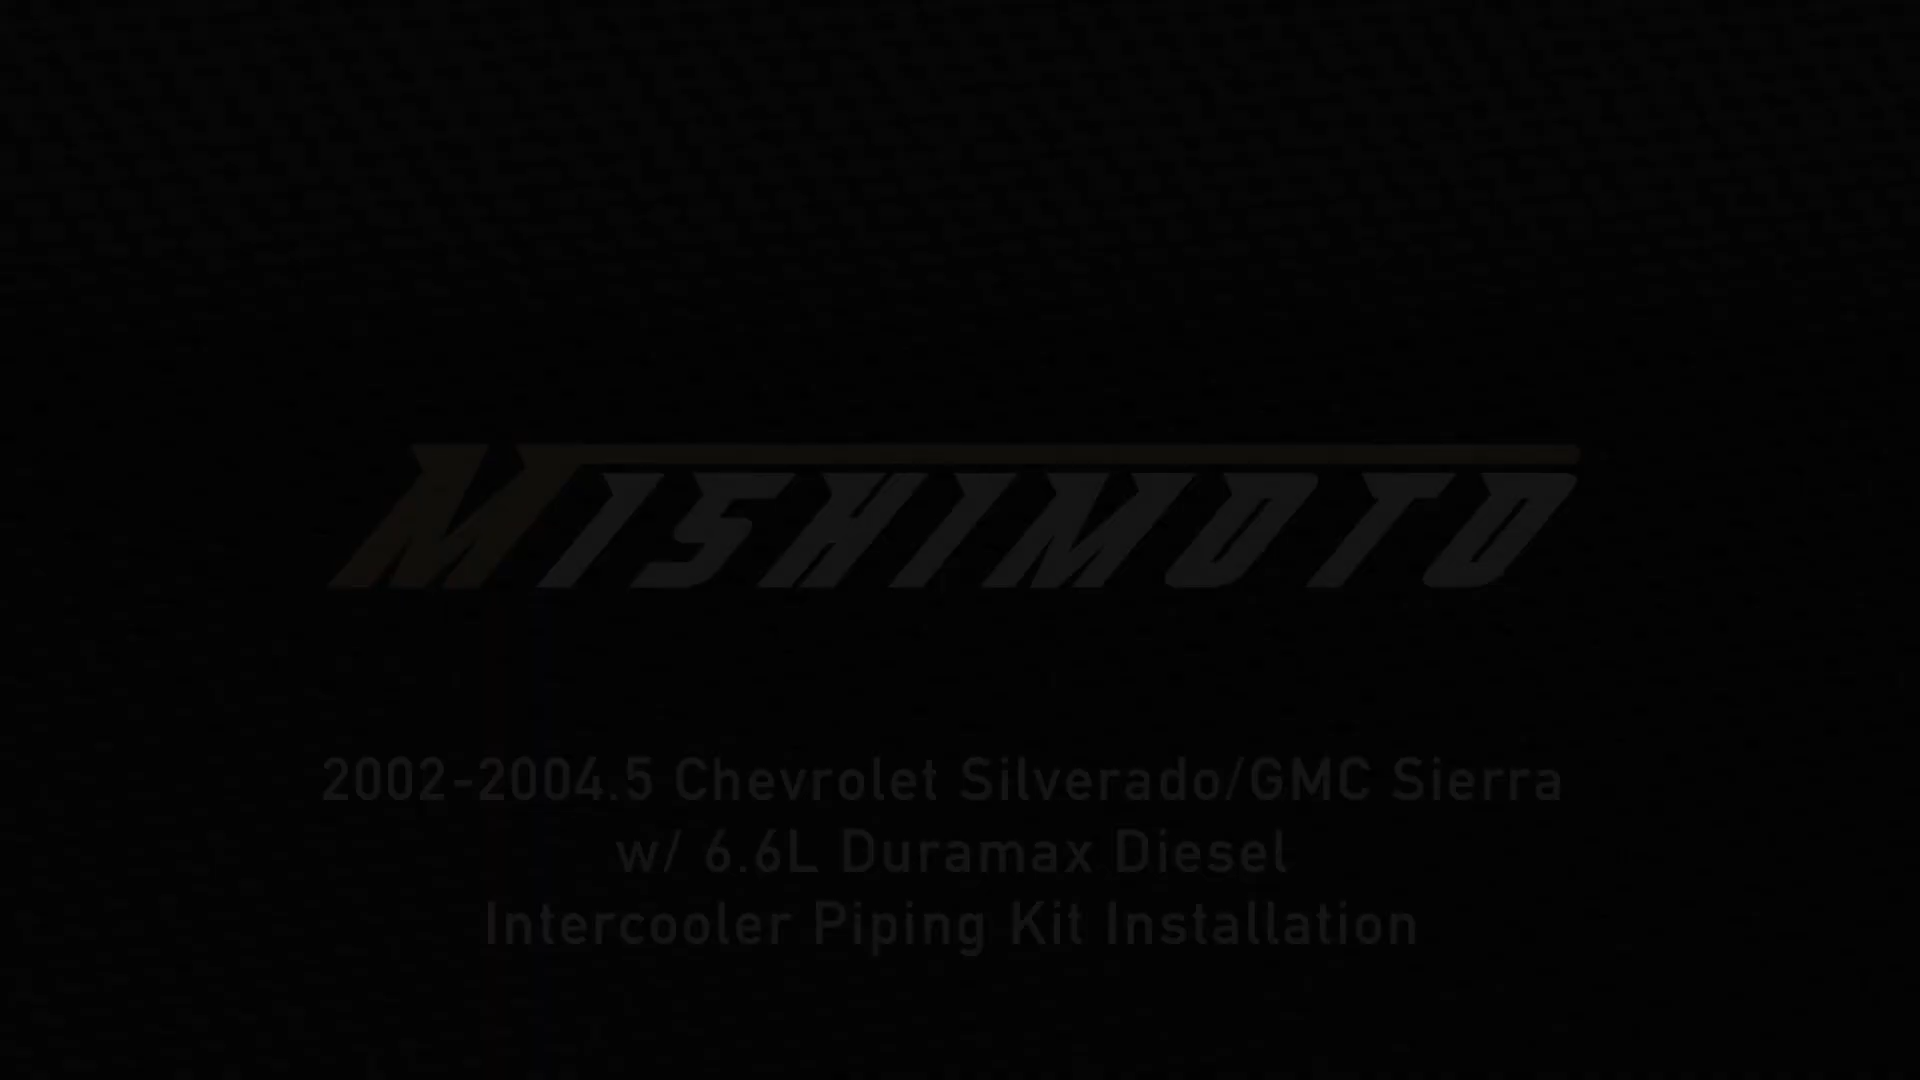 MISHIMOTO
2002-2004.5 Chevrolet Silverado/GMC Sierra
w/ 6.6L Duramax Diesel
Intercooler Piping Kit Installation